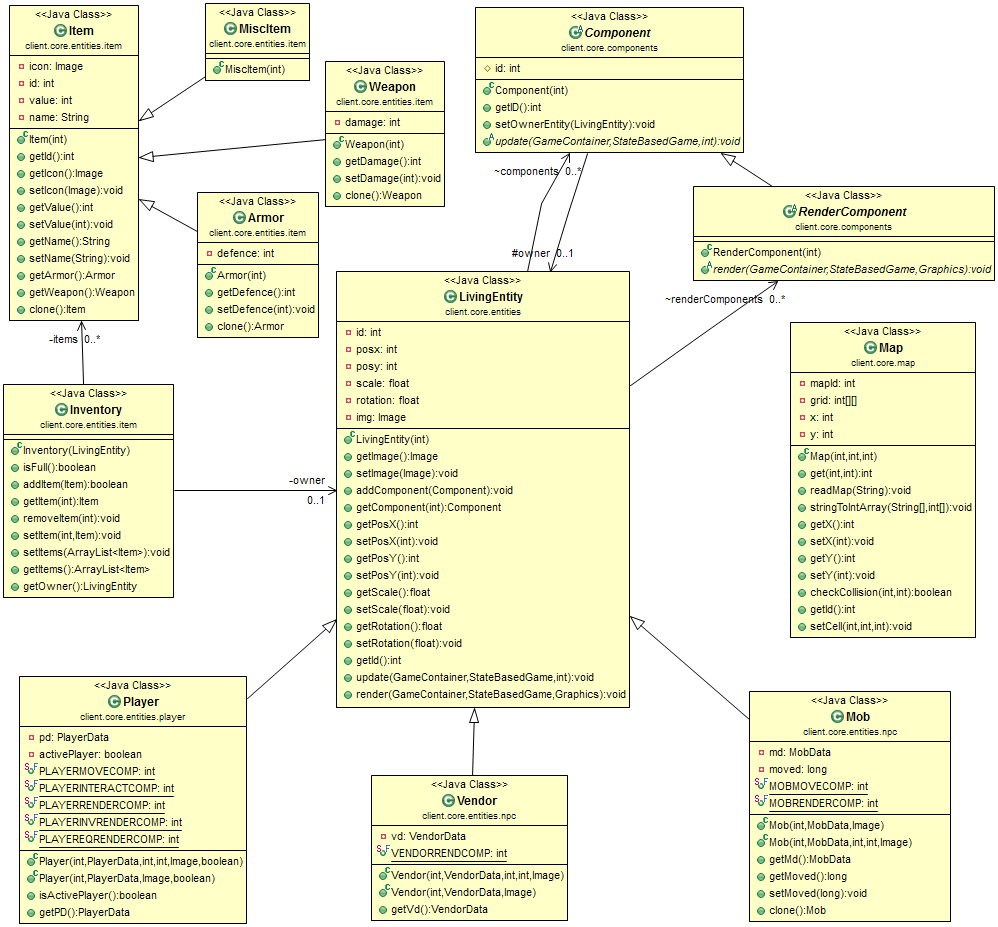 <<Java Class>>
Item
client.core.entities.item
icon: Image
id: int
value: int
name: String
Item(int)
getId():int
getIcon():Image
setIcon(Image):void
getValue():int
setValue(int):void
getName():String
setName(String):void
getArmor():Armor
getWeapon():Weapon
clone():Item
<<Java Class>>
MiscItem
client.core.entities.item
MiscItem(int)
<<Java Class>>
Weapon
client.core.entities.item
damage: int
Weapon(int)
getDamage():int
setDamage(int):void
clone():Weapon
<<Java Class>>
Armor
client.core.entities.item
defence: int
Armor(int)
getDefence():int
setDefence(int):void
clone():Armor
<<Java Class>>
Component
client.core.components
id: int
Component(int)
getID():int
setOwnerEntity(LivingEntity):void
update(GameContainer,StateBasedGame,int):void
~components 0..*
#owner 0..1
<<Java Class>>
RenderComponent
client.core.components
RenderComponent(int)
render(GameContainer,StateBasedGame,Graphics):void
~renderComponents 0..*
-items 0..*
<<Java Class>>
Inventory
client.core.entities.item
Inventory(LivingEntity)
isFull():boolean
addItem(Item):boolean
getItem(int):Item
removeItem(int):void
setItem(int,Item):void
setItems(ArrayList<Item>):void
getItems():ArrayList<Item>
getOwner():LivingEntity
-owner
0..1
<<Java Class>>
LivingEntity
client.core.entities
id: int
posx: int
posy: int
scale: float
rotation: float
img: Image
LivingEntity(int)
getImage():Image
setImage(Image):void
addComponent(Component):void
getComponent(int):Component
getPosX():int
setPosX(int):void
getPosY():int
setPosY(int):void
getScale():float
setScale(float):void
getRotation():float
setRotation(float):void
getId():int
update(GameContainer,StateBasedGame,int):void
render(GameContainer,StateBasedGame,Graphics):void
<<Java Class>>
Map
client.core.map
mapId: int
grid: int[][]
x: int
y: int
Map(int,int,int)
get(int,int):int
readMap(String):void
stringToIntArray(String[],int[]):void
getX():int
setX(int):void
getY():int
setY(int):void
checkCollision(int,int):boolean
getId():int
setCell(int,int,int):void
<<Java Class>>
Player
client.core.entities.player
pd: PlayerData
activePlayer: boolean
PLAYERMOVECOMP: int
PLAYERINTERACTCOMP: int
PLAYERRENDERCOMP: int
PLAYERINVRENDERCOMP: int
PLAYEREQRENDERCOMP: int
Player(int,PlayerData,int,int,Image,boolean)
Player(int,PlayerData,Image,boolean)
isActivePlayer():boolean
getPD():PlayerData
<<Java Class>>
Vendor
client.core.entities.npc
vd: VendorData
VENDORRENDCOMP: int
Vendor(int,VendorData,int,int,Image)
Vendor(int,VendorData,Image)
getVd():VendorData
<<Java Class>>
Mob
client.core.entities.npc
md: MobData
moved: long
MOBMOVECOMP: int
MOBRENDERCOMP: int
Mob(int,MobData,Image)
Mob(int,MobData,int,int,Image)
getMd():MobData
getMoved():long
setMoved(long):void
clone():Mob